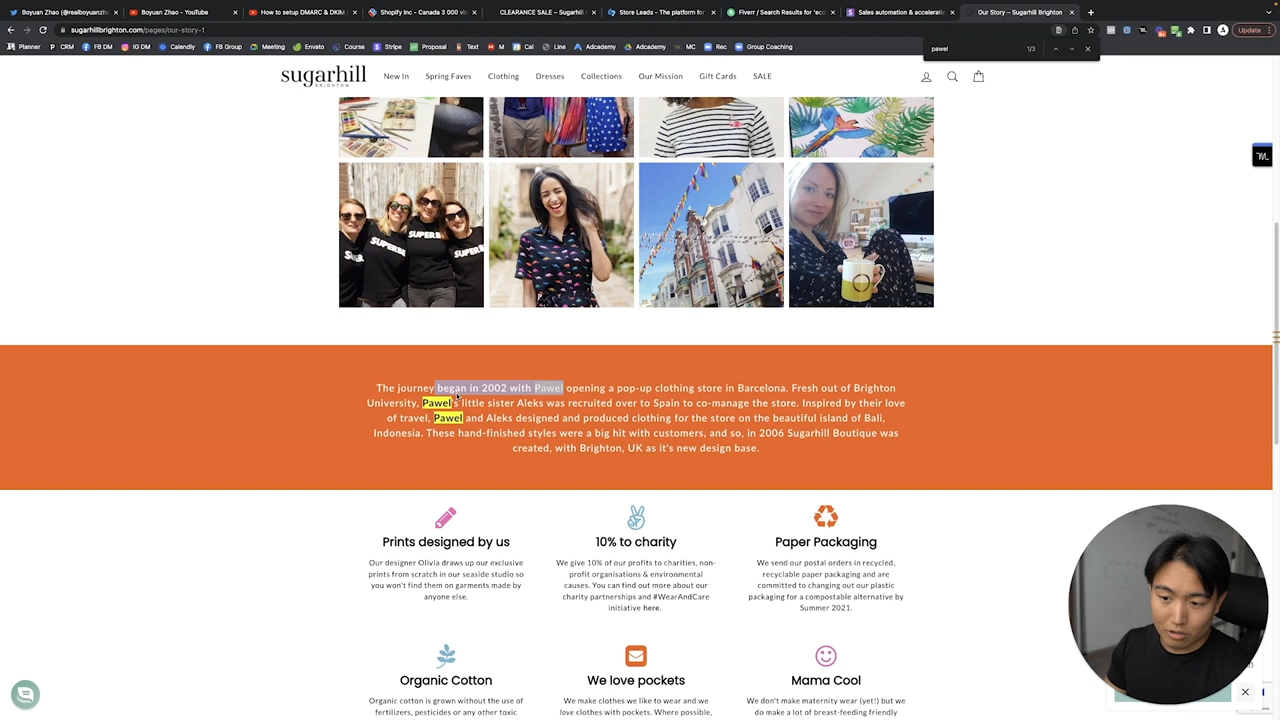 Boyuan Zhao (@realboyuanzh
Boyuan Zhao - YouTube
How to setup DMARC & DKIM
Shopify Inc - Canada 3 000 v
CLEARANCE SALE – Sugarhill
Store Leads - The platform fo
Fiverr / Search Results for 'ec
Sales automation & accelerati
Our Story – Sugarhill Brighton
sugarhillbrighton.com/pages/our-story-1
Update
Planner
CRM
FB DM
IG DM
Calendly
FB Group
Meeting
Envato
Course
Stripe
Proposal
Text
M
Cal
Line
Adcademy
Adcademy
MC
Rec
Group Coaching
pawel
1/3
sugarhill
BRIGHTON
New In
Spring Faves
Clothing
Dresses
Collections
Our Mission
Gift Cards
SALE
The journey began in 2002 with Pawel opening a pop-up clothing store in Barcelona. Fresh out of Brighton
University, Pawel's little sister Aleks was recruited over to Spain to co-manage the store. Inspired by their love
of travel, Pawel and Aleks designed and produced clothing for the store on the beautiful island of Bali,
Indonesia. These hand-finished styles were a big hit with customers, and so, in 2006 Sugarhill Boutique was
created, with Brighton, UK as it's new design base.
Prints designed by us
Our designer Olivia draws up our exclusive
prints from scratch in our seaside studio so
you won't find them on garments made by
anyone else.
10% to charity
We give 10% of our profits to charities, non-
profit organisations & environmental
causes. You can find out more about our
charity partnerships and #WearAndCare
initiative here.
Paper Packaging
We send our postal orders in recycled,
recyclable paper packaging and are
committed to changing out our plastic
packaging for a compostable alternative by
Summer 2021.
Organic Cotton
Organic cotton is grown without the use of
fertilizers, pesticides or any other toxic
We love pockets
We make clothes we like to wear and we
love clothes with pockets. Where possible,
Mama Cool
We don't make maternity wear (yet!) but we
do make a lot of breast-feeding friendly